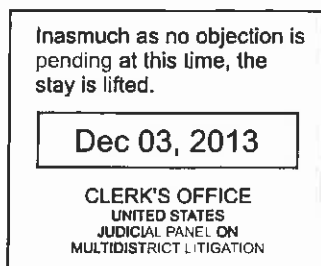 Inasmuch as no objection is
pending at this time, the
stay is lifted.
Dec 03, 2013
CLERK'S OFFICE
UNITED STATES
JUDICIAL PANEL ON
MULTIDISTRICT LITIGATION